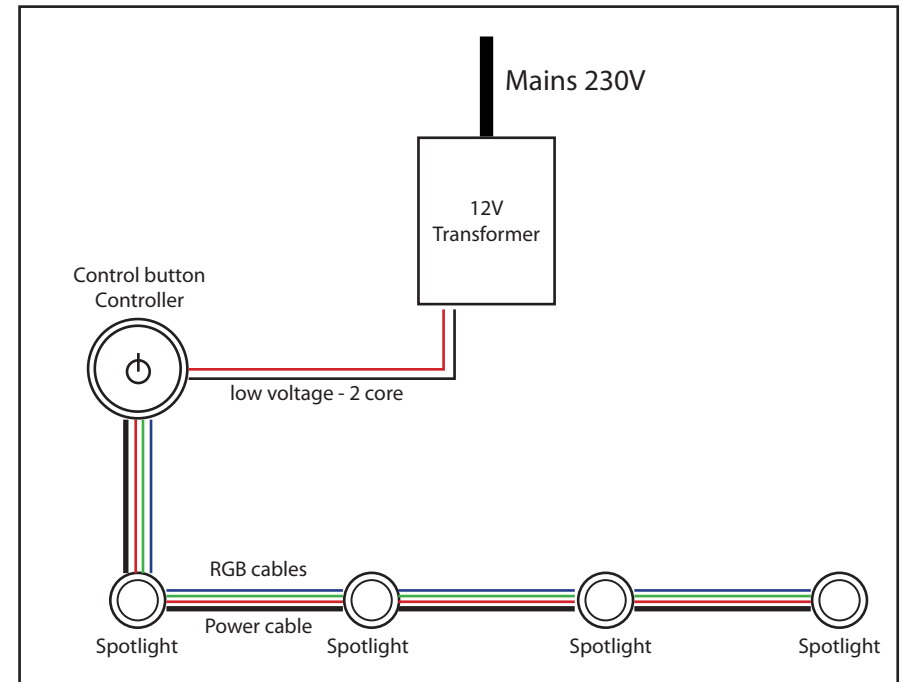 Mains 230V
12V
Transformer
Control button
Controller
low voltage - 2 core
RGB cables
Power cable
Spotlight
Spotlight
Spotlight
Spotlight